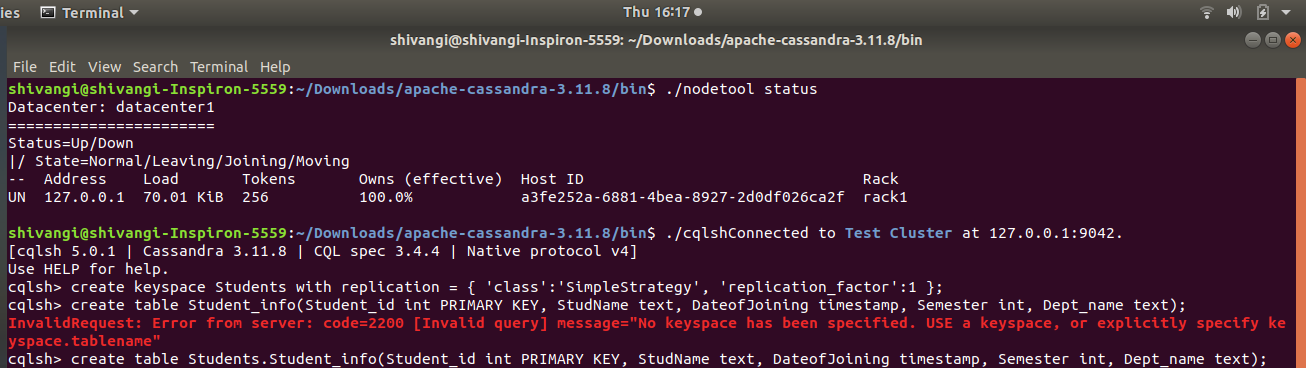 ies Terminal Thu 16:17
shivangi@shivangi-Inspiron-5559: ~/Downloads/apache-cassandra-3.11.8/bin
File Edit View Search Terminal Help
shivangi@shivangi-Inspiron-5559:~/Downloads/apache-cassandra-3.11.8/bin$ ./nodetool status
Datacenter: datacenter1
=======================
Status=Up/Down
|/ State=Normal/Leaving/Joining/Moving
--  Address    Load       Tokens       Owns (effective)  Host ID                               Rack
UN  127.0.0.1  70.01 KiB  256          100.0%            a3fe252a-6881-4bea-8927-2d0df026ca2f  rack1
shivangi@shivangi-Inspiron-5559:~/Downloads/apache-cassandra-3.11.8/bin$ ./cqlshConnected to Test Cluster at 127.0.0.1:9042.
[cqlsh 5.0.1 | Cassandra 3.11.8 | CQL spec 3.4.4 | Native protocol v4]
Use HELP for help.
cqlsh> create keyspace Students with replication = { 'class':'SimpleStrategy', 'replication_factor':1 };
cqlsh> create table Student_info(Student_id int PRIMARY KEY, StudName text, DateofJoining timestamp, Semester int, Dept_name text);
InvalidRequest: Error from server: code=2200 [Invalid query] message="No keyspace has been specified. USE a keyspace, or explicitly specify ke
yspace.tablename"
cqlsh> create table Students.Student_info(Student_id int PRIMARY KEY, StudName text, DateofJoining timestamp, Semester int, Dept_name text);